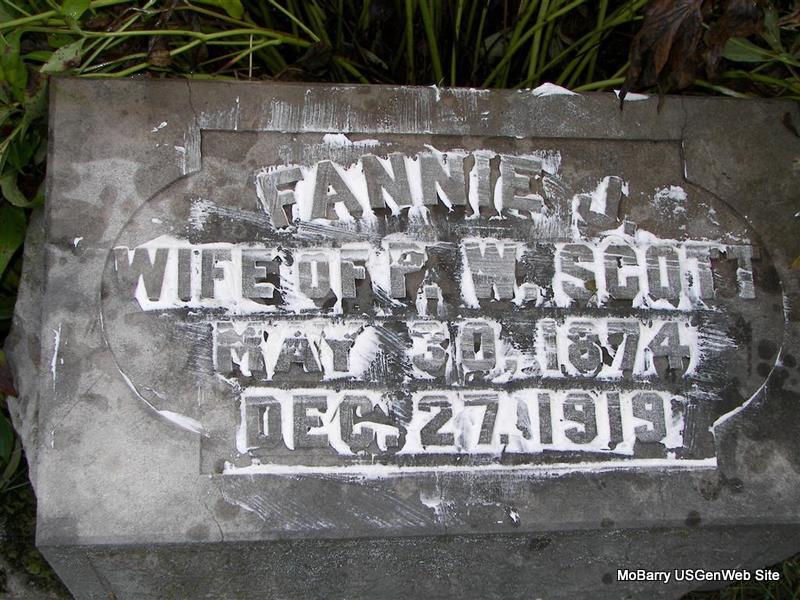 FANNIE J.
WIFE OF P. W. SCOTT
MAY 30, 1874
DEC. 27, 1919
MoBarry USGenWeb Site